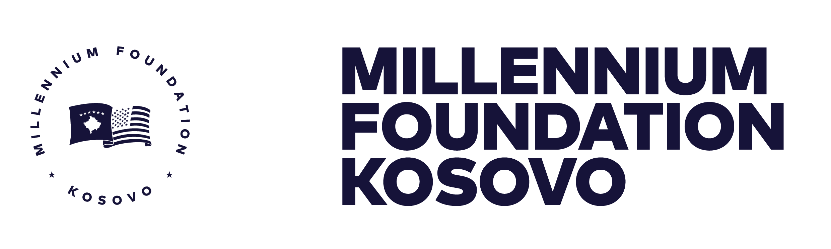 MILLENNIUM FOUNDATION
KOSOVO
MILLENNIUM
FOUNDATION
KOSOVO